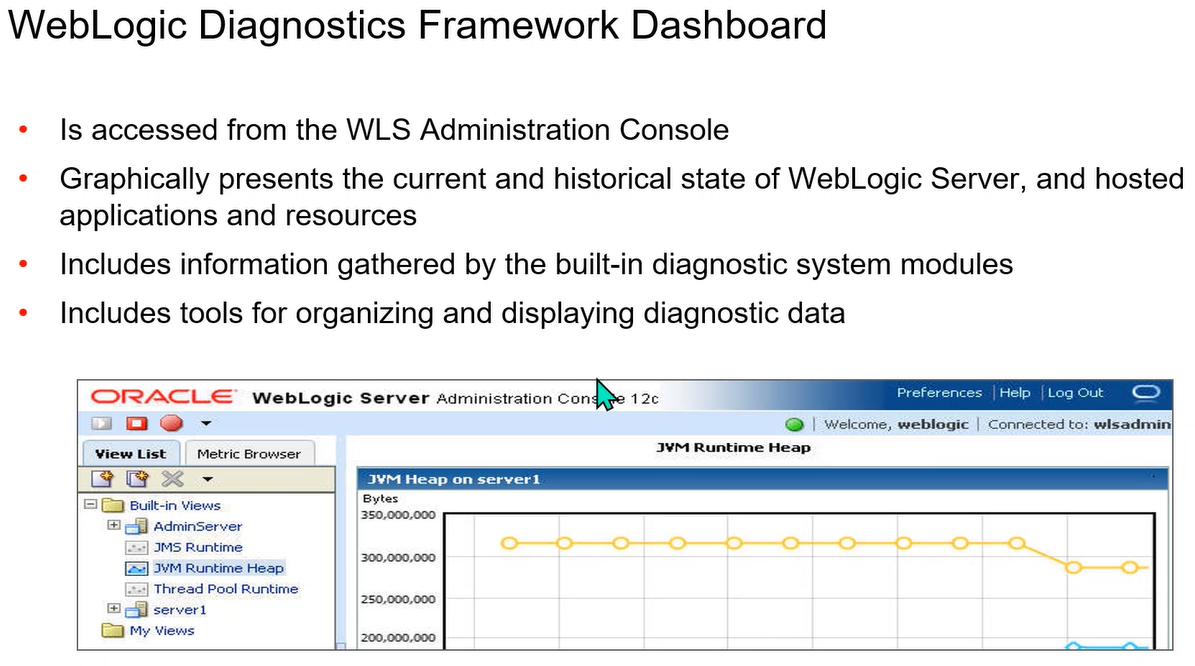 WebLogic Diagnostics Framework Dashboard
• Is accessed from the WLS Administration Console
• Graphically presents the current and historical state of WebLogic Server, and hosted
applications and resources
• Includes information gathered by the built-in diagnostic system modules
• Includes tools for organizing and displaying diagnostic data
ORACLE WebLogic Server Administration Console 12c
Preferences | Help | Log Out
Welcome, weblogic | Connected to: wlsadmin
View List
Metric Browser
JVM Runtime Heap
JVM Heap on server1
Built-in Views
AdminServer
JMS Runtime
JVM Runtime Heap
Thread Pool Runtime
server1
My Views
Bytes
350,000,000
300,000,000
250,000,000
200,000,000